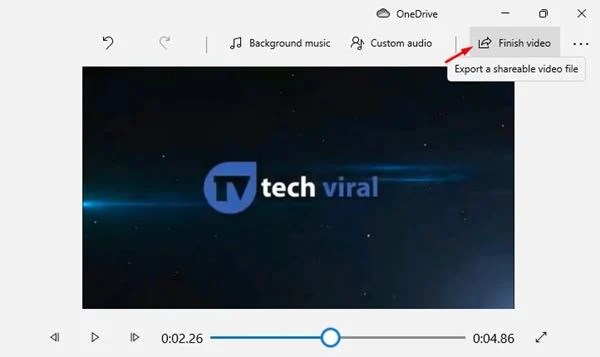 OneDrive
Background music
Custom audio
Finish video
Export a shareable video file
TV tech viral
0:02.26
0:04.86